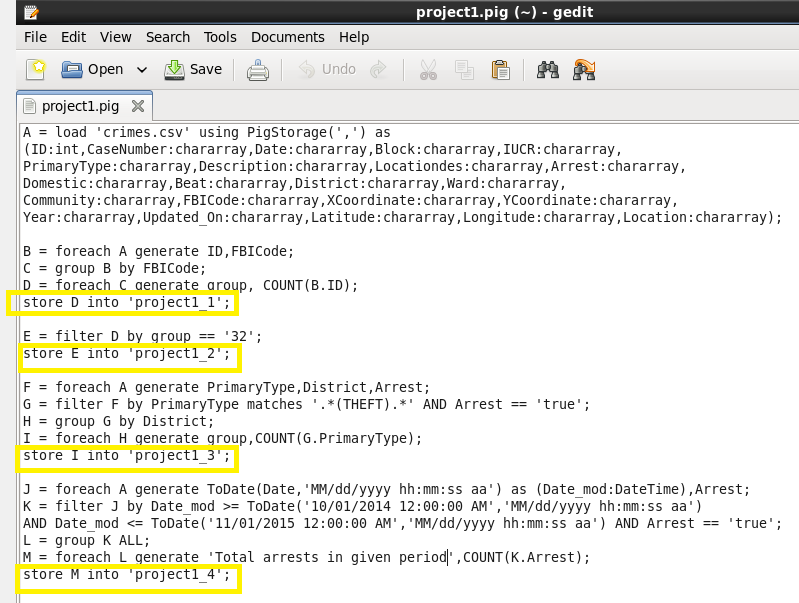 project1.pig (~) - gedit
File Edit View Search Tools Documents Help
Open Save Undo
project1.pig
A = load 'crimes.csv' using PigStorage(',') as
(ID:int,CaseNumber:chararray,Date:chararray,Block:chararray,IUCR:chararray,
PrimaryType:chararray,Description:chararray,Locationdes:chararray,Arrest:chararray,
Domestic:chararray,Beat:chararray,District:chararray,Ward:chararray,
Community:chararray,FBICode:chararray,XCoordinate:chararray,YCoordinate:chararray,
Year:chararray,Updated_On:chararray,Latitude:chararray,Longitude:chararray,Location:chararray);
B = foreach A generate ID,FBICode;
C = group B by FBICode;
D = foreach C generate group, COUNT(B.ID);
store D into 'project1_1';
E = filter D by group == '32';
store E into 'project1_2';
F = foreach A generate PrimaryType,District,Arrest;
G = filter F by PrimaryType matches '.*(THEFT).*' AND Arrest == 'true';
H = group G by District;
I = foreach H generate group,COUNT(G.PrimaryType);
store I into 'project1_3';
J = foreach A generate ToDate(Date,'MM/dd/yyyy hh:mm:ss aa') as (Date_mod:DateTime),Arrest;
K = filter J by Date_mod >= ToDate('10/01/2014 12:00:00 AM','MM/dd/yyyy hh:mm:ss aa')
AND Date_mod <= ToDate('11/01/2015 12:00:00 AM','MM/dd/yyyy hh:mm:ss aa') AND Arrest == 'true';
L = group K ALL;
M = foreach L generate 'Total arrests in given period',COUNT(K.Arrest);
store M into 'project1_4';